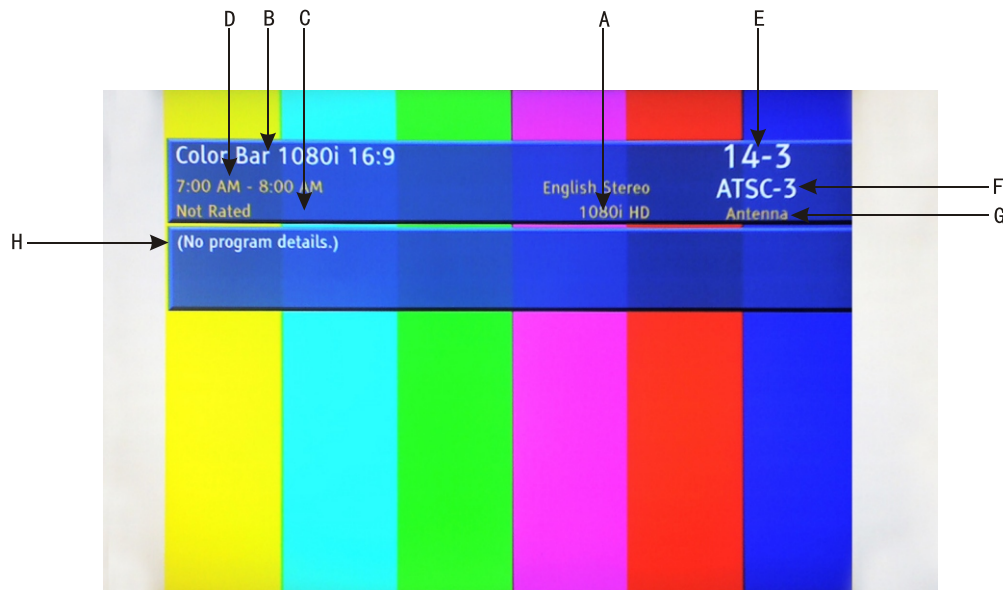 D B C A E
Color Bar 1080i 16:9 14-3
7:00 AM - 8:00 AM English Stereo ATSC-3 F
Not Rated 1080i HD Antenna G
H (No program details.)